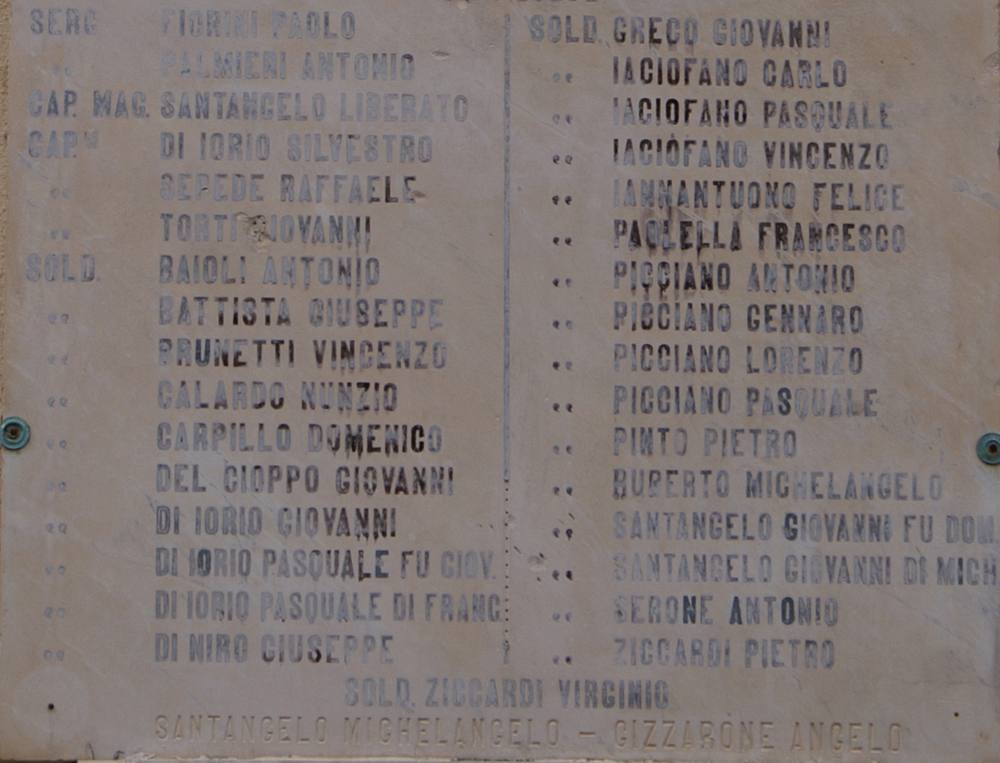 SERG FIORINI PAOLO
" PALMIERI ANTONIO
CAP. MAG. SANTANGELO LIBERATO
CAP.^M DI IORIO SILVESTRO
" SEPEDE RAFFAELE
" TORTI GIOVANNI
SOLD. BAIOLI ANTONIO
" BATTISTA GIUSEPPE
" BRUNETTI VINCENZO
" CALARDO NUNZIO
" CARPILLO DOMENICO
" DEL CIOPPO GIOVANNI
" DI IORIO GIOVANNI
" DI IORIO PASQUALE FU GIOV.
" DI IORIO PASQUALE DI FRANC.
" DI NIRO GIUSEPPE
SOLD. GRECO GIOVANNI
" IACIOFANO CARLO
" IACIOFANO PASQUALE
" IACIOFANO VINCENZO
" IANNANTUONO FELICE
" PAOLELLA FRANCESCO
" PICCIANO ANTONIO
" PICCIANO GENNARO
" PICCIANO LORENZO
" PICCIANO PASQUALE
" PINTO PIETRO
" RUBERTO MICHELANGELO
" SANTANGELO GIOVANNI FU DOM.
" SANTANGELO GIOVANNI DI MICH
" SERONE ANTONIO
" ZICCARDI PIETRO
SOLD. ZICCARDI VIRGINIO
SANTANGELO MICHELANGELO – GIZZARONE ANGELO